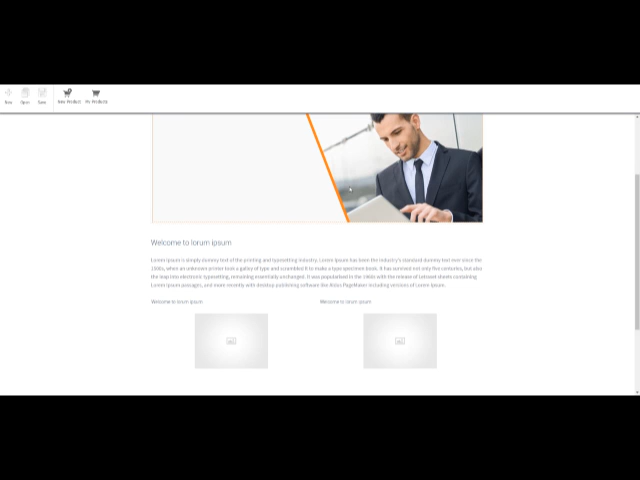 New Open Save New Product My Products
Welcome to lorum ipsum
Lorem Ipsum is simply dummy text of the printing and typesetting industry. Lorem Ipsum has been the industry's standard dummy text ever since the
1500s, when an unknown printer took a galley of type and scrambled it to make a type specimen book. It has survived not only five centuries, but also
the leap into electronic typesetting, remaining essentially unchanged. It was popularised in the 1960s with the release of Letraset sheets containing
Lorem Ipsum passages, and more recently with desktop publishing software like Aldus PageMaker including versions of Lorem Ipsum.
Welcome to lorum ipsum Welcome to lorum ipsum